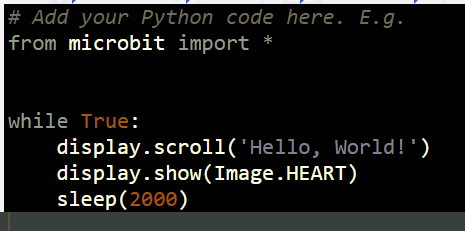 # Add your Python code here. E.g.
from microbit import *
while True:
    display.scroll('Hello, World!')
    display.show(Image.HEART)
    sleep(2000)